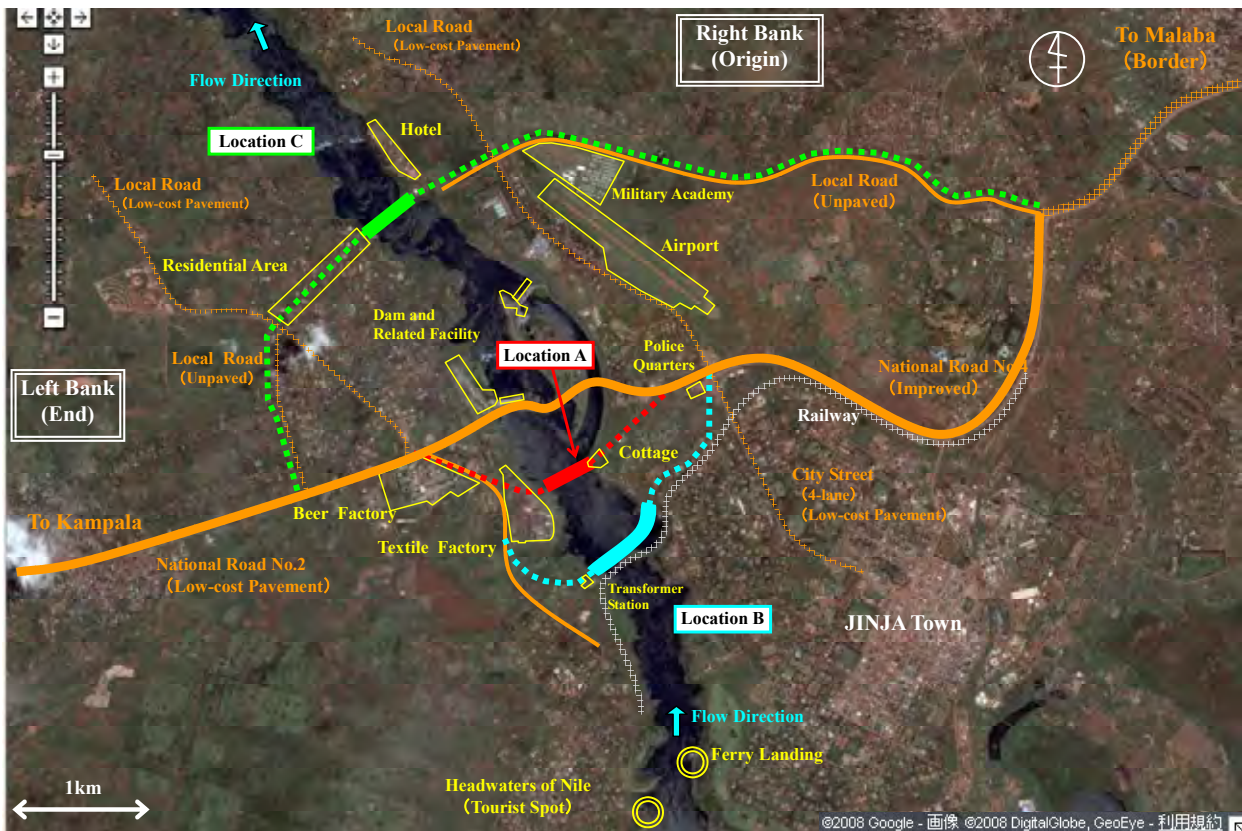 Right Bank
(Origin)
To Malaba
(Border)
Local Road
(Low-cost Pavement)
Flow Direction
Location C
Hotel
Local Road
(Low-cost Pavement)
Military Academy
Local Road
(Unpaved)
Airport
Residential Area
Dam and
Related Facility
Location A
Police
Quarters
Local Road
(Unpaved)
National Road No.4
(Improved)
Left Bank
(End)
Railway
Cottage
City Street
(4-lane)
(Low-cost Pavement)
Beer Factory
To Kampala
Textile Factory
National Road No.2
(Low-cost Pavement)
Transformer
Station
Location B
JINJA Town
Flow Direction
Ferry Landing
Headwaters of Nile
(Tourist Spot)
1km
©2008 Google - 画像 ©2008 DigitalGlobe, GeoEye - 利用規約